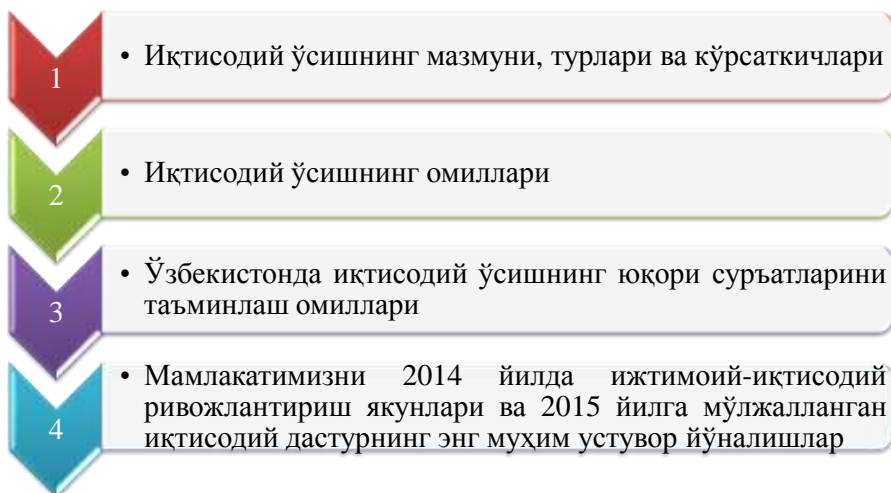 1
• Иқтисодий ўсишнинг мазмуни, турлари ва кўрсаткичлари
2
• Иқтисодий ўсишнинг омиллари
3
• Ўзбекистонда иқтисодий ўсишнинг юқори суръатларини
таъминлаш омиллари
4
• Мамлакатимизни 2014 йилда ижтимоий-иқтисодий
ривожлантириш якунлари ва 2015 йилга мўлжалланган
иқтисодий дастурнинг энг муҳим устувор йўналишлар